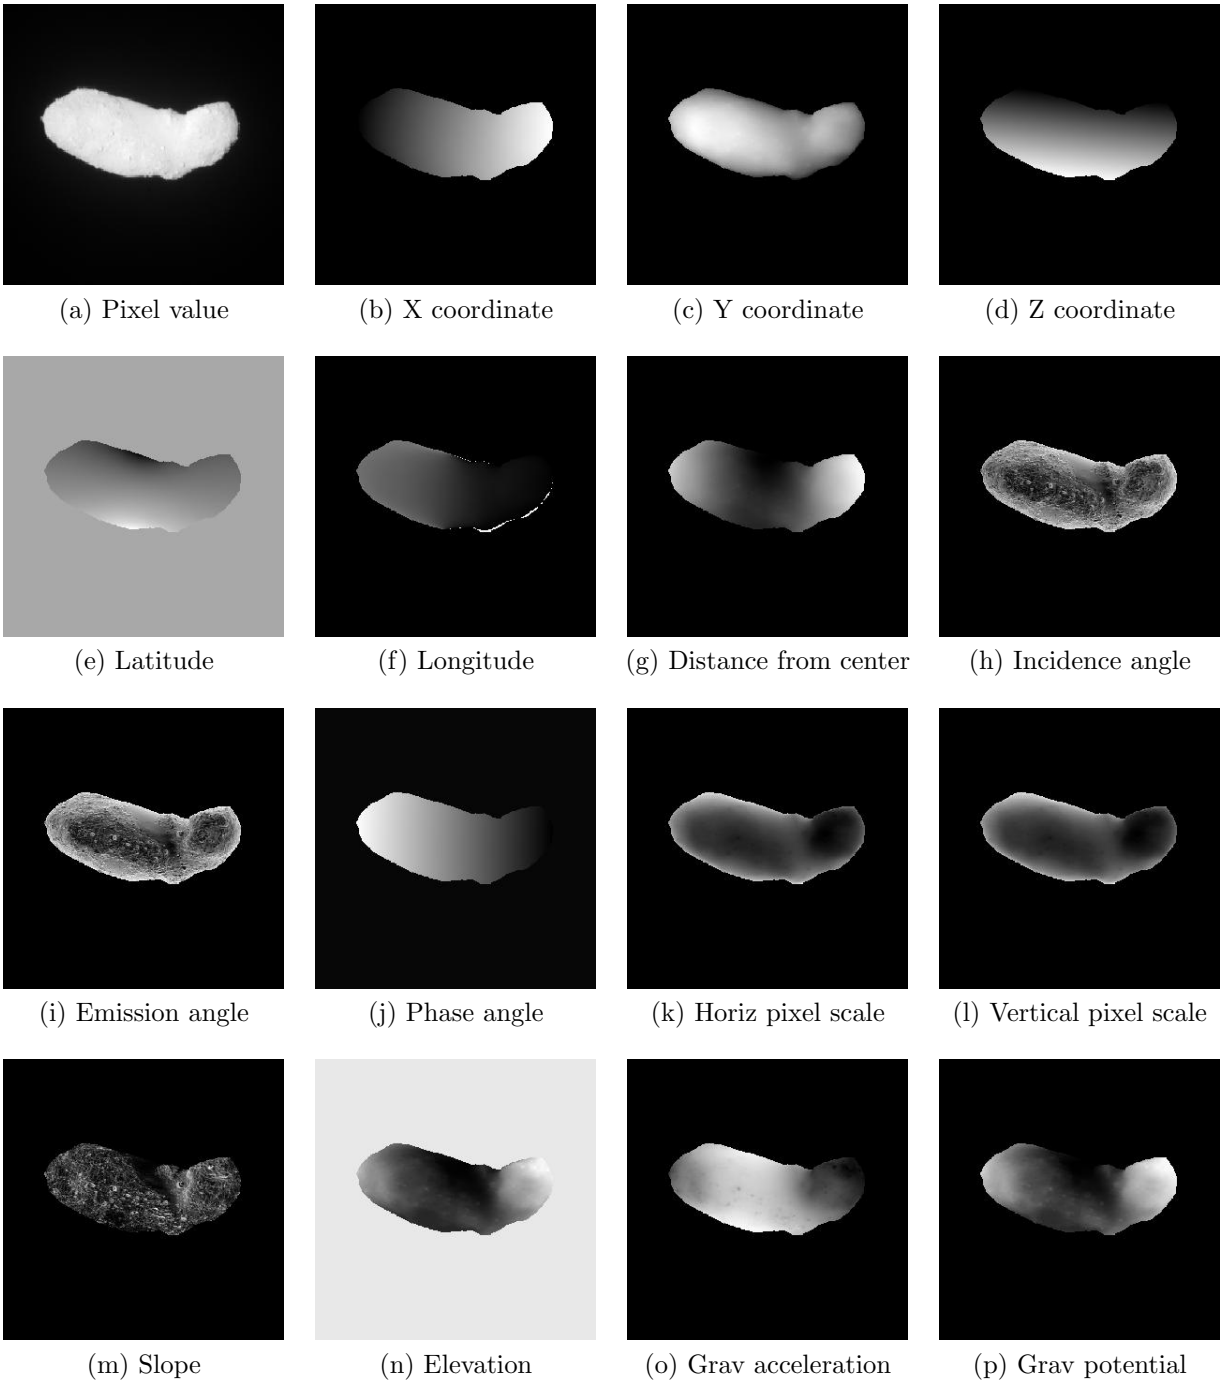 (a) Pixel value
(b) X coordinate
(c) Y coordinate
(d) Z coordinate
(e) Latitude
(f) Longitude
(g) Distance from center
(h) Incidence angle
(i) Emission angle
(j) Phase angle
(k) Horiz pixel scale
(l) Vertical pixel scale
(m) Slope
(n) Elevation
(o) Grav acceleration
(p) Grav potential